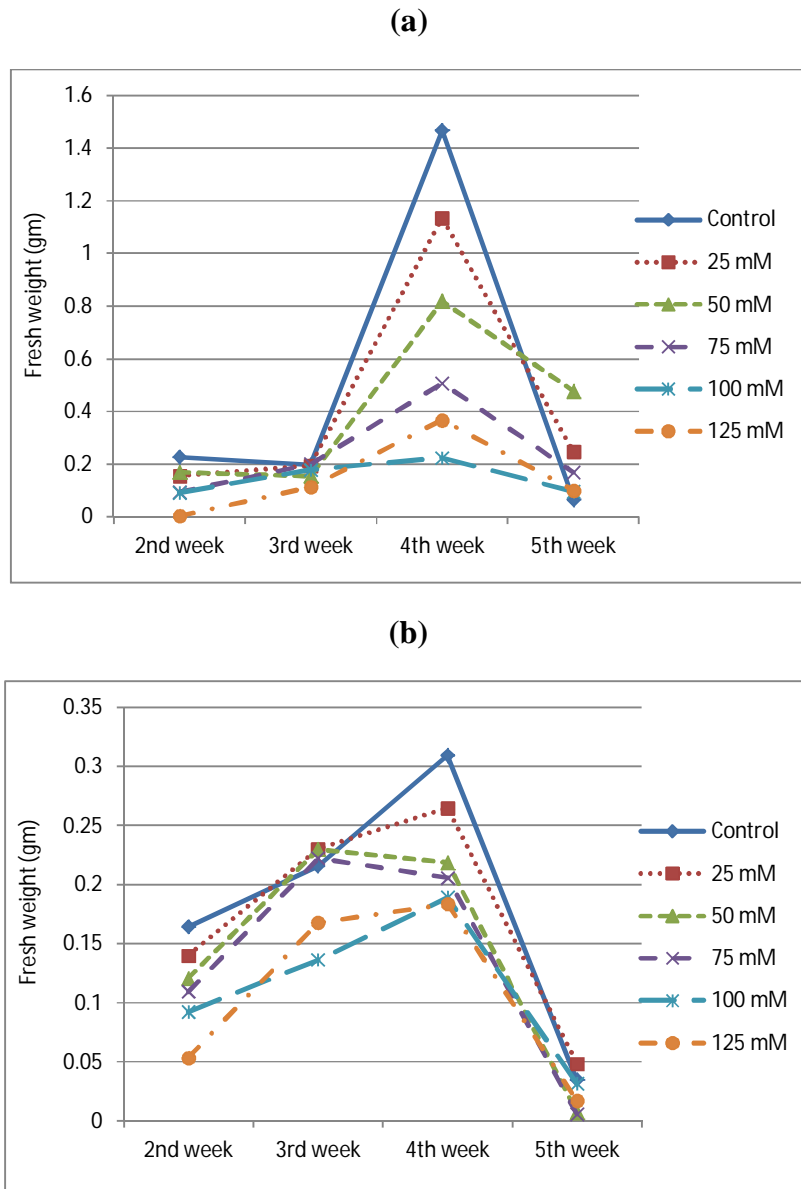 (a)
1.6
1.4
1.2
1
0.8
0.6
0.4
0.2
0
Fresh weight (gm)
2nd week 3rd week 4th week 5th week
Control
25 mM
50 mM
75 mM
100 mM
125 mM
(b)
0.35
0.3
0.25
0.2
0.15
0.1
0.05
0
Fresh weight (gm)
2nd week 3rd week 4th week 5th week
Control
25 mM
50 mM
75 mM
100 mM
125 mM